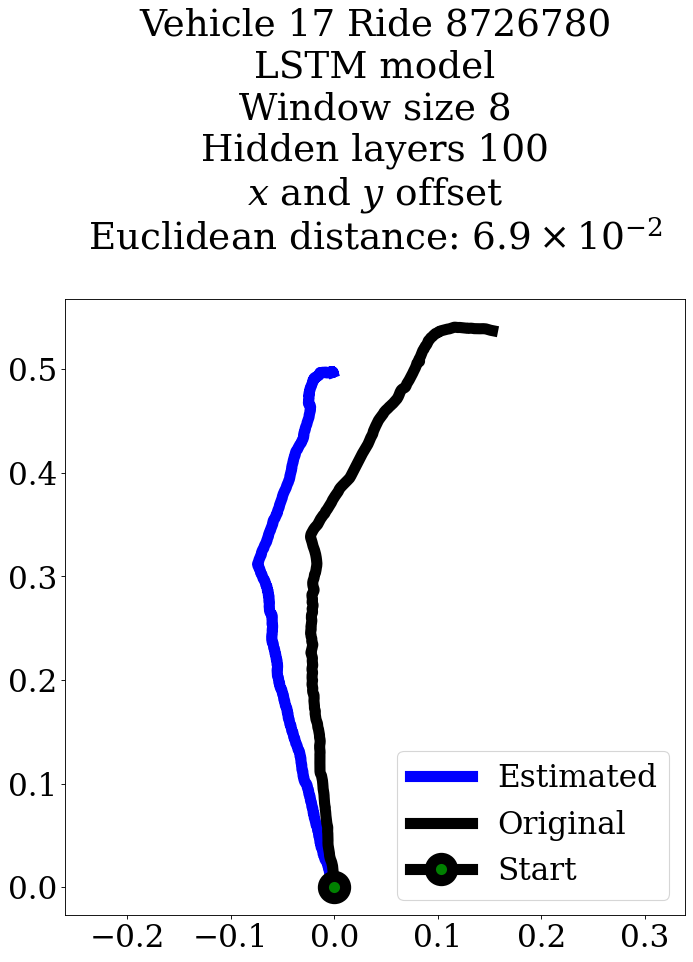 Vehicle 17 Ride 8726780
LSTM model
Window size 8
Hidden layers 100
x and y offset
Euclidean distance: 6.9 × 10⁻²
0.5
0.4
0.3
0.2
0.1
0.0
Estimated
Original
Start
−0.2 −0.1 0.0 0.1 0.2 0.3